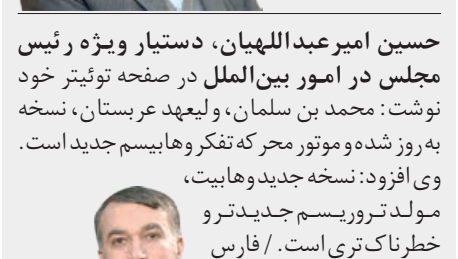 حسین امیرعبداللهیان، دستیار ویژه رئیس
مجلس در امور بین‌الملل در صفحه توئیتر خود
نوشت: محمد بن سلمان، ولیعهد عربستان، نسخه
به‌روز شده و موتور محرکه تفکر وهابیسم جدید است.
وی افزود: نسخه جدید وهابیت،
مولد تروریسم جدیدتر و
خطرناک‌تری است. / فارس